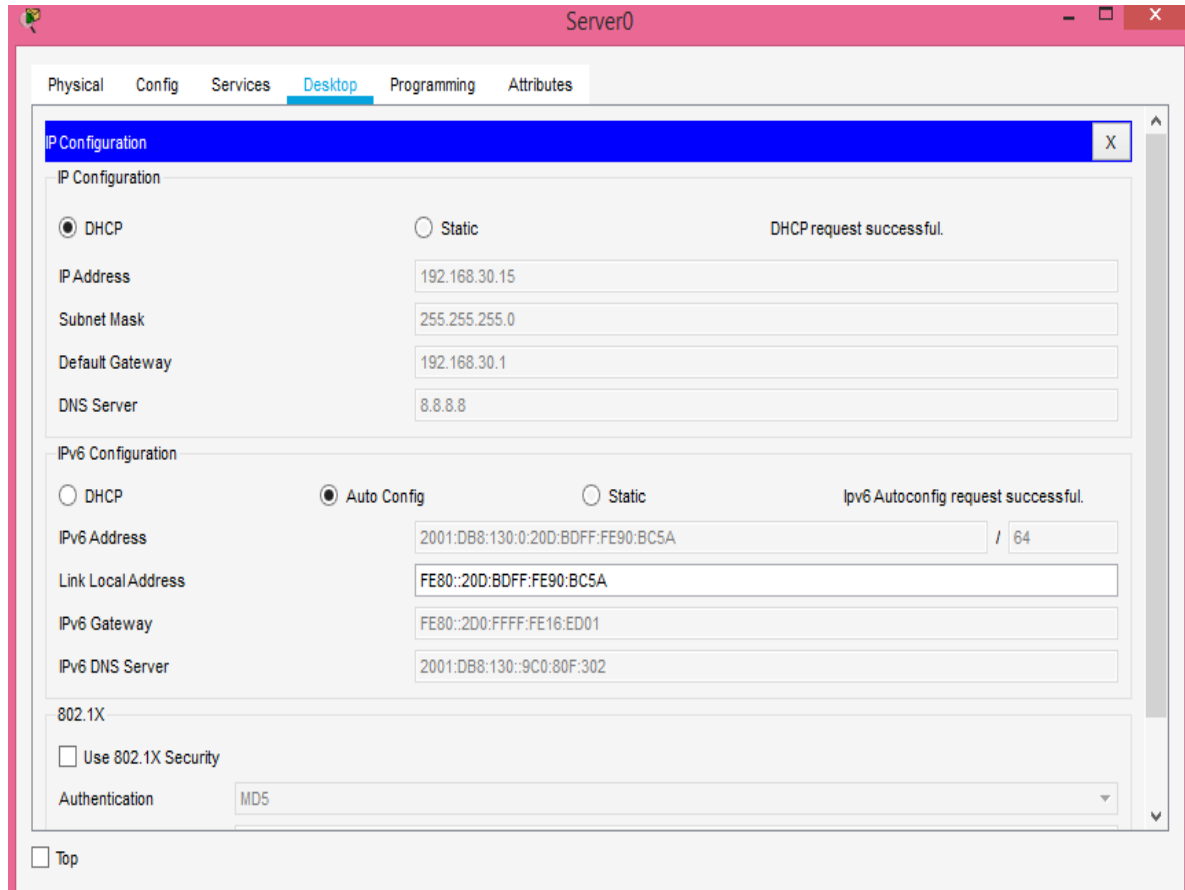 Server0
Physical Config Services Desktop Programming Attributes
IP Configuration X
IP Configuration
DHCP Static DHCP request successful.
IP Address 192.168.30.15
Subnet Mask 255.255.255.0
Default Gateway 192.168.30.1
DNS Server 8.8.8.8
IPv6 Configuration
DHCP Auto Config Static Ipv6 Autoconfig request successful.
IPv6 Address 2001:DB8:130:0:20D:BDFF:FE90:BC5A / 64
Link Local Address FE80::20D:BDFF:FE90:BC5A
IPv6 Gateway FE80::2D0:FFFF:FE16:ED01
IPv6 DNS Server 2001:DB8:130::9C0:80F:302
802.1X
Use 802.1X Security
Authentication MD5
Top